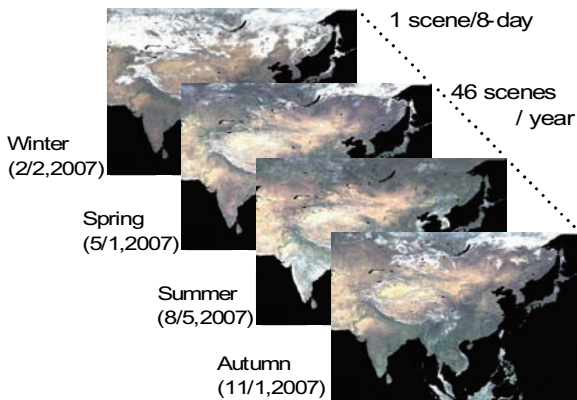 1 scene/8-day
46 scenes
/ year
Winter
(2/2,2007)
Spring
(5/1,2007)
Summer
(8/5,2007)
Autumn
(11/1,2007)